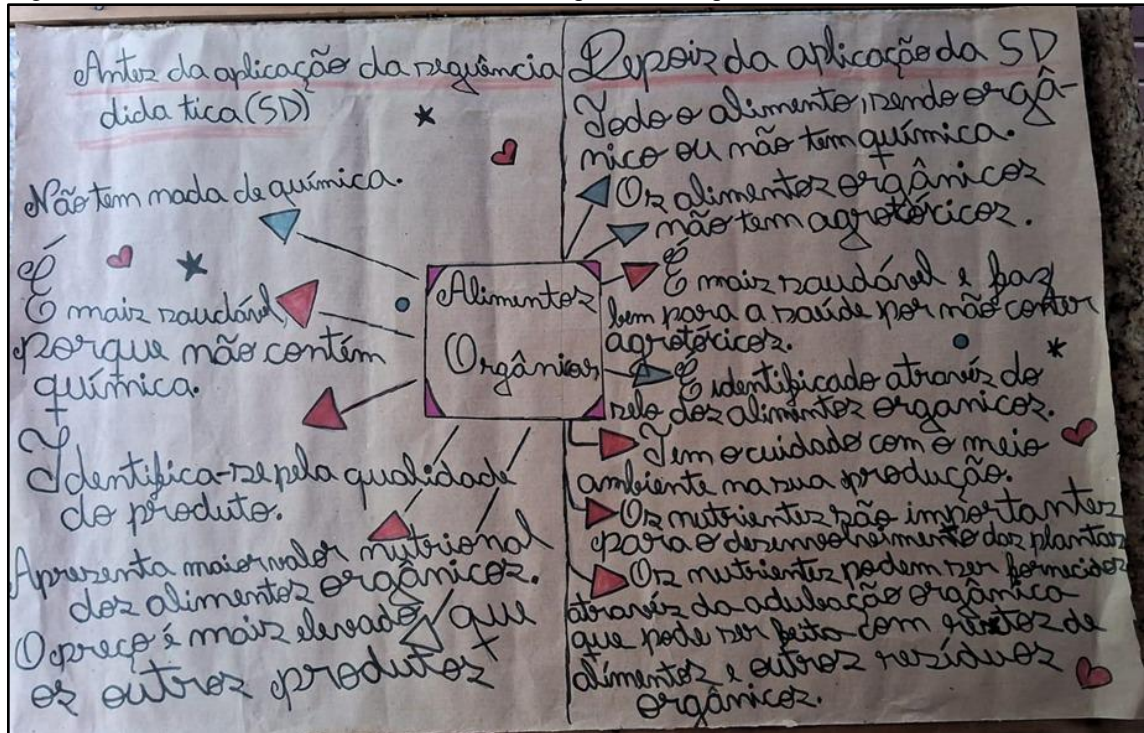 Antes da aplicação da sequência
didatica (SD)
Não tem nada de química.
É mais saudável,
porque não contém
química.
Identifica-se pela qualidade
do produto.
Apresenta maior valor nutrional
dos alimentos orgânicos.
O preço é mais elevado que
os outros produtos
Alimentos
Orgânicos
Depois da aplicação da SD
Todo o alimento, sendo orgâ-
nico ou não tem química.
Os alimentos orgânicos
não tem agrotóxicos.
É mais saudável e faz
bem para a saúde por não conter
agrotóxicos.
É identificado através do
selo dos alimentos organicos.
Tem o cuidado com o meio
ambiente na sua produção.
Os nutrientes são importantes
para o desenvolvimento das plantas
Os nutrientes podem ser fornecidos
através da adubação orgânica
que pode ser feito com restos de
alimentos e outros resíduos
orgânicos.